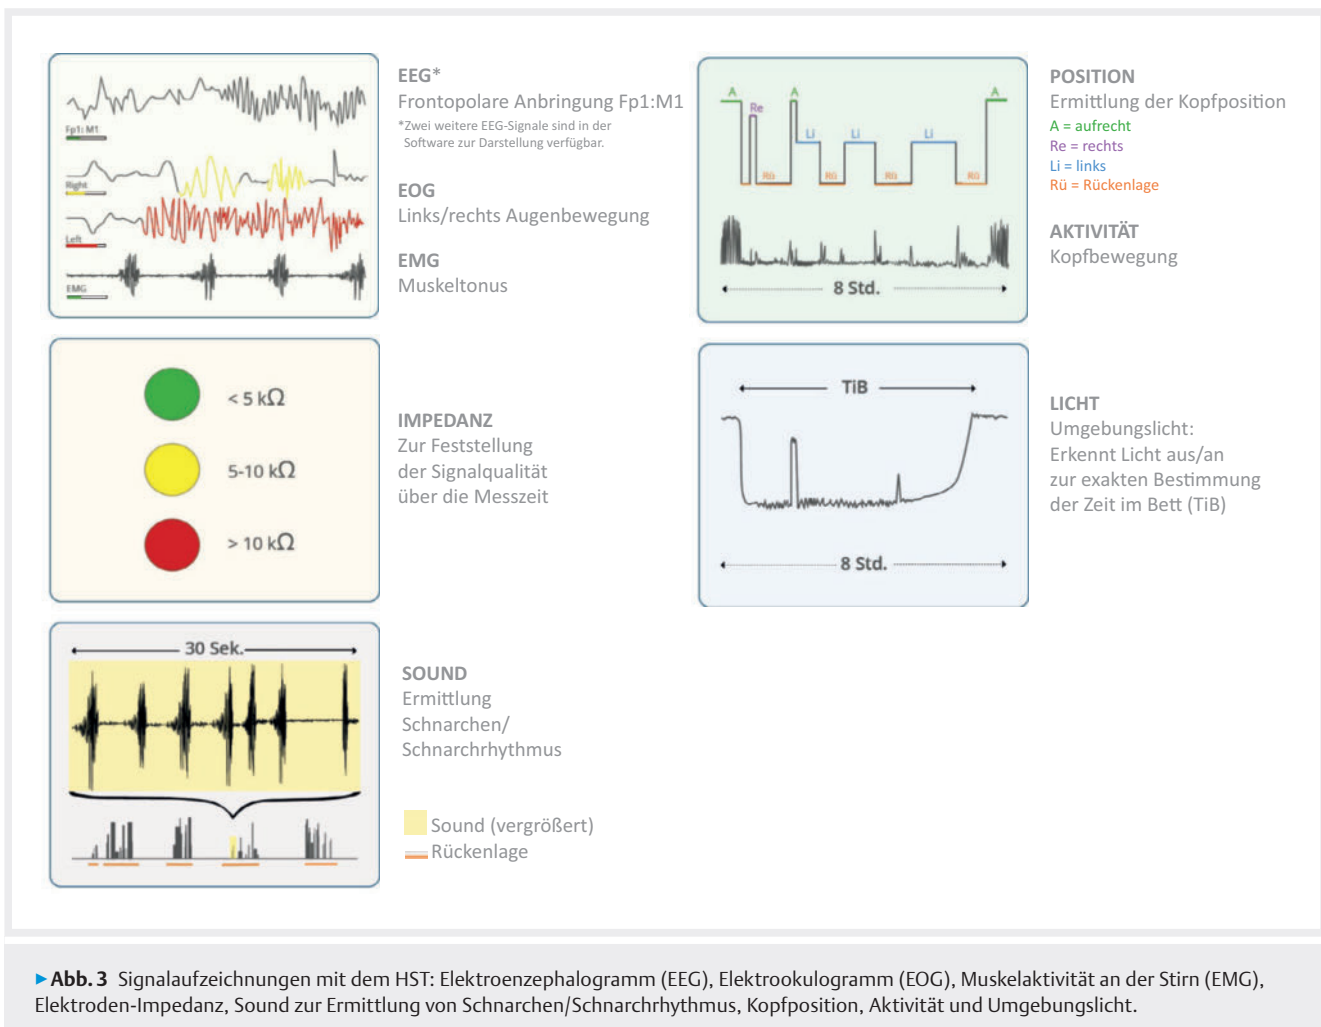 Fp1: M1
Right
Left
EMG
EEG*
Frontopolare Anbringung Fp1:M1
*Zwei weitere EEG-Signale sind in der
Software zur Darstellung verfügbar.
EOG
Links/rechts Augenbewegung
EMG
Muskeltonus
A
Re
A
A
Li
Li
Li
Rü
Rü
Rü
Rü
8 Std.
POSITION
Ermittlung der Kopfposition
A = aufrecht
Re = rechts
Li = links
Rü = Rückenlage
AKTIVITÄT
Kopfbewegung
< 5 kΩ
5-10 kΩ
> 10 kΩ
IMPEDANZ
Zur Feststellung
der Signalqualität
über die Messzeit
TiB
8 Std.
LICHT
Umgebungslicht:
Erkennt Licht aus/an
zur exakten Bestimmung
der Zeit im Bett (TiB)
30 Sek.
SOUND
Ermittlung
Schnarchen/
Schnarchrhythmus
Sound (vergrößert)
Rückenlage
►Abb. 3 Signalaufzeichnungen mit dem HST: Elektroenzephalogramm (EEG), Elektrookulogramm (EOG), Muskelaktivität an der Stirn (EMG),
Elektroden-Impedanz, Sound zur Ermittlung von Schnarchen/Schnarchrhythmus, Kopfposition, Aktivität und Umgebungslicht.